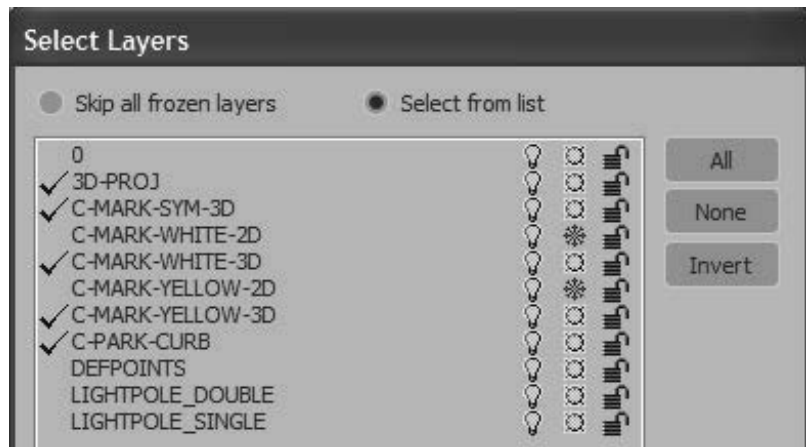 Select Layers
Skip all frozen layers
Select from list
0
3D-PROJ
C-MARK-SYM-3D
C-MARK-WHITE-2D
C-MARK-WHITE-3D
C-MARK-YELLOW-2D
C-MARK-YELLOW-3D
C-PARK-CURB
DEFPOINTS
LIGHTPOLE_DOUBLE
LIGHTPOLE_SINGLE
All
None
Invert